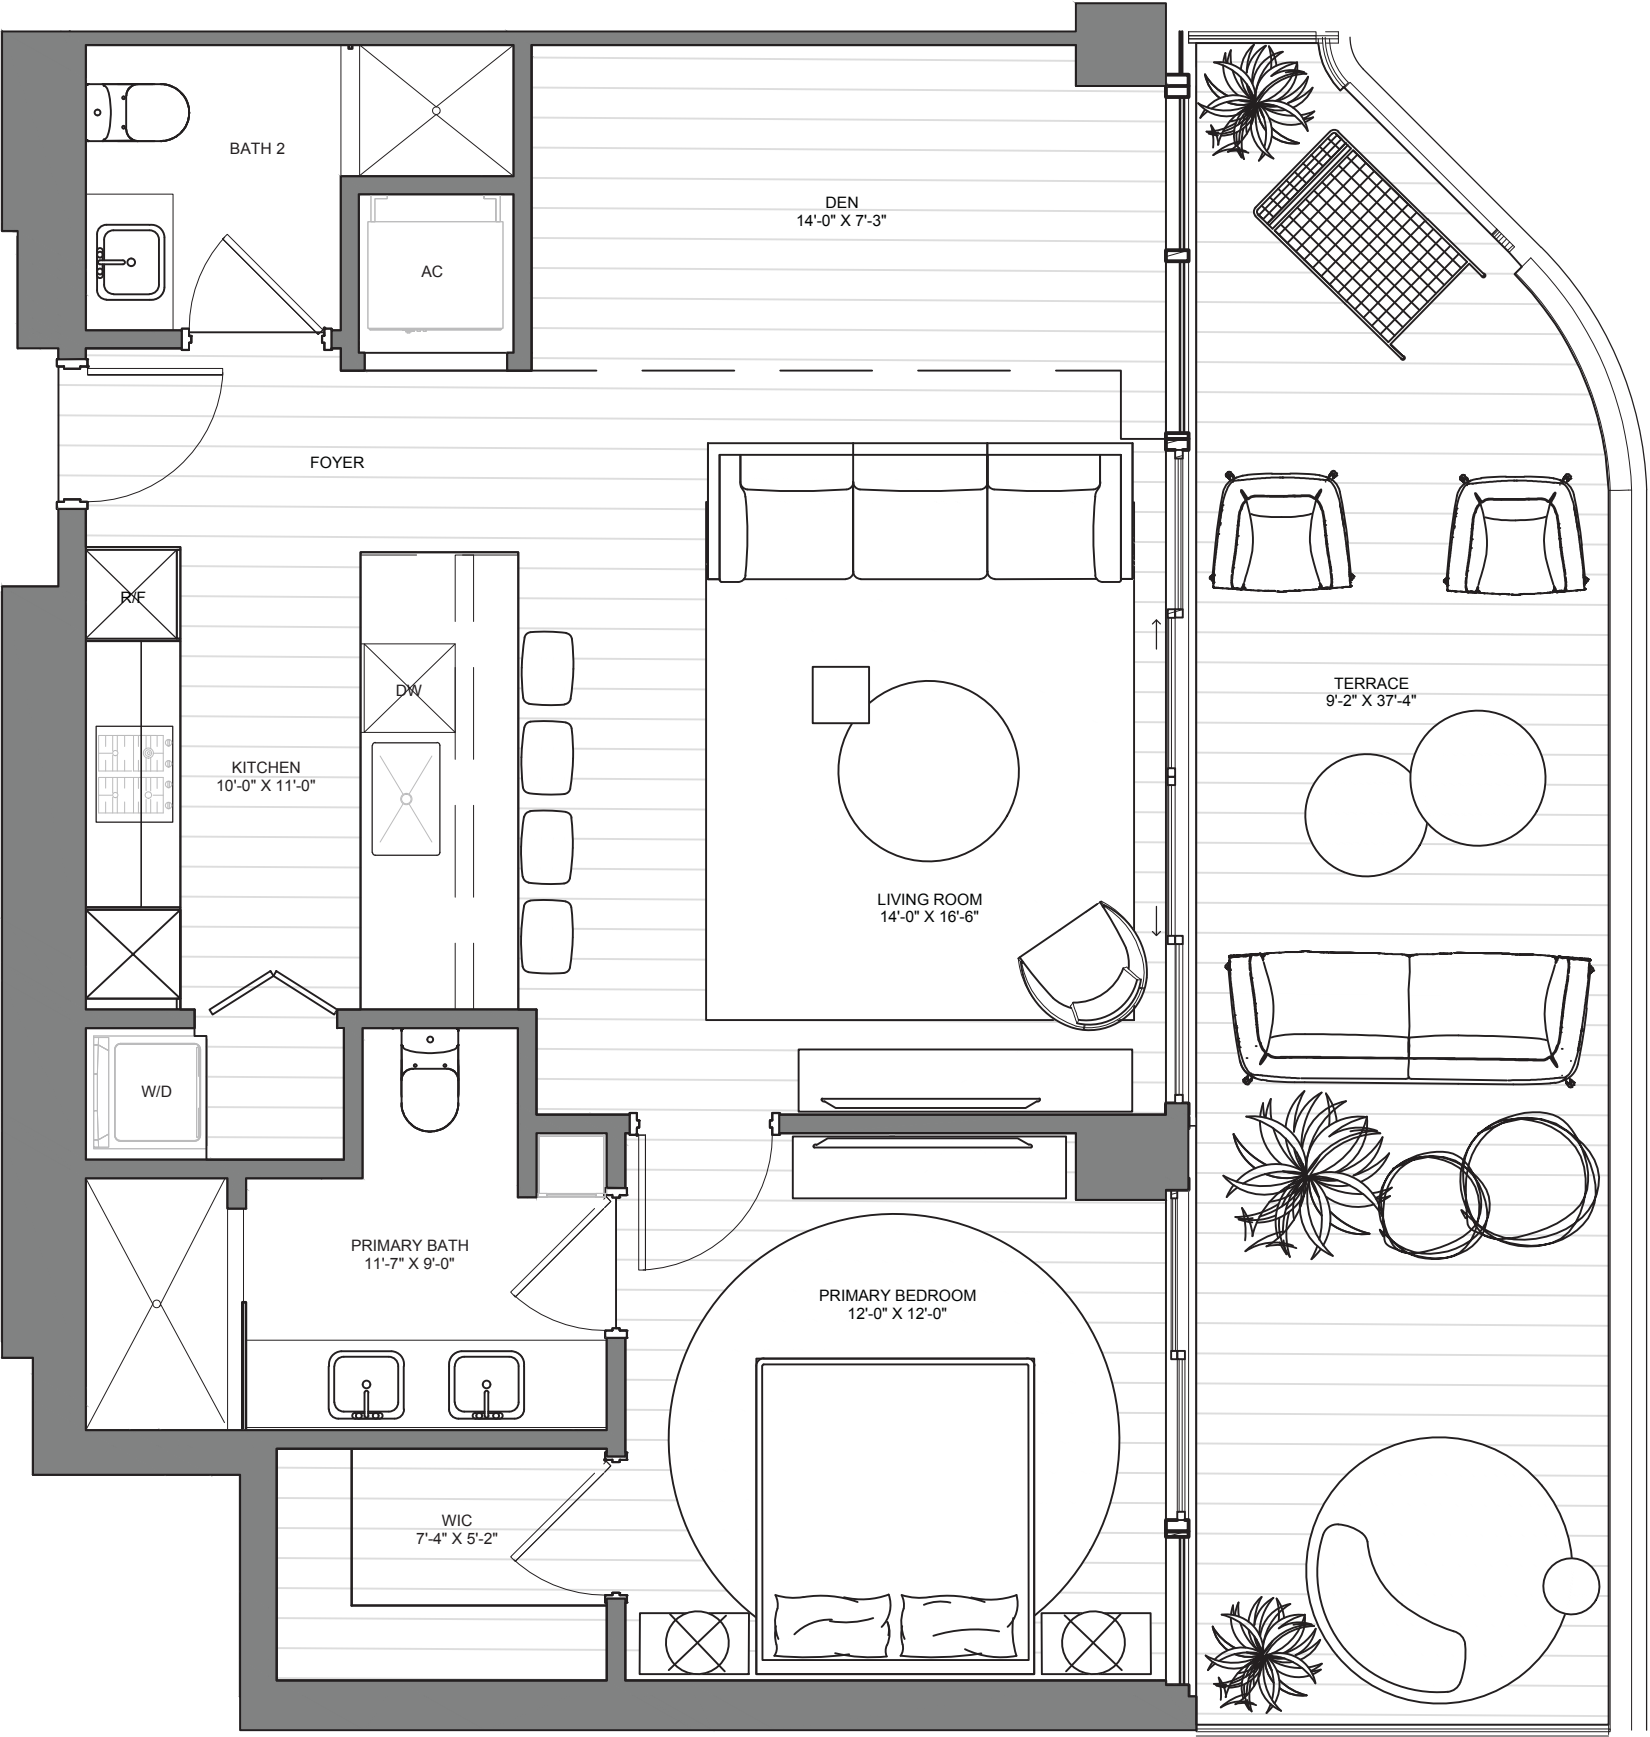 BATH 2
DEN
14'-0" X 7'-3"
AC
FOYER
R/F
DW
TERRACE
9'-2" X 37'-4"
KITCHEN
10'-0" X 11'-0"
LIVING ROOM
14'-0" X 16'-6"
W/D
PRIMARY BATH
11'-7" X 9'-0"
PRIMARY BEDROOM
12'-0" X 12'-0"
WIC
7'-4" X 5'-2"